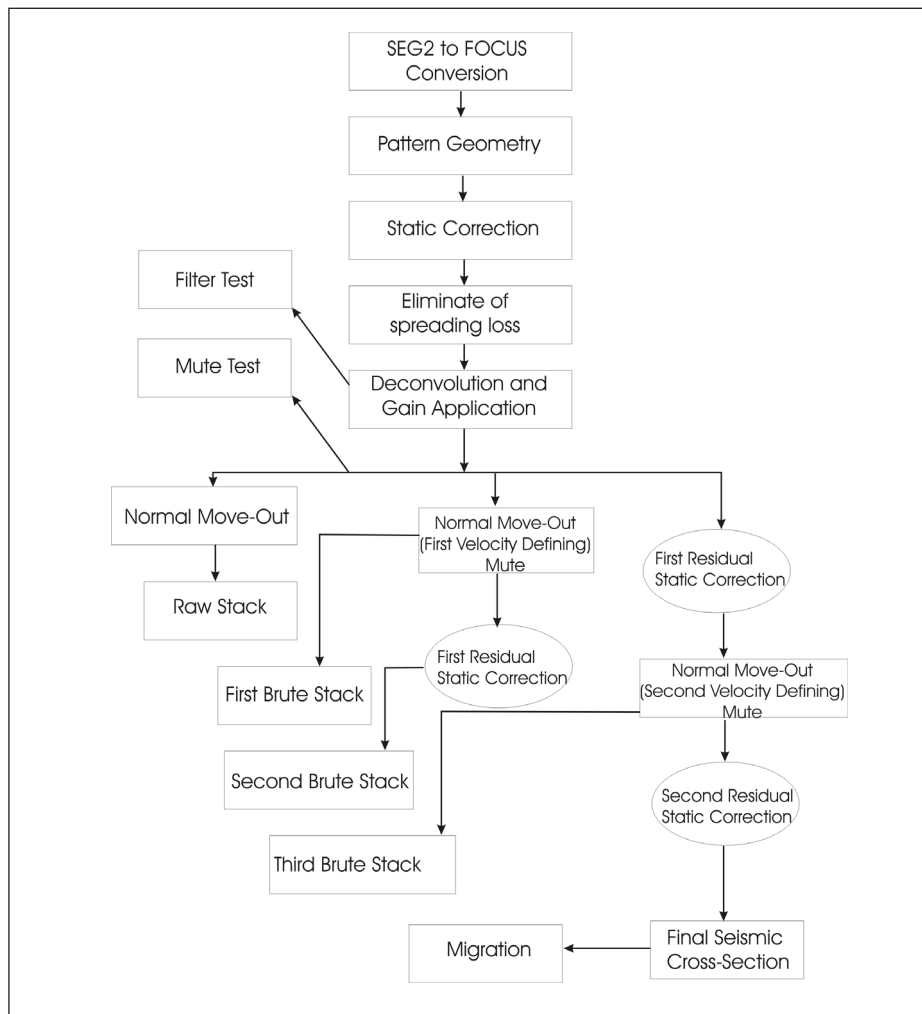 SEG2 to FOCUS
Conversion
Pattern Geometry
Static Correction
Filter Test
Eliminate of
spreading loss
Mute Test
Deconvolution and
Gain Application
Normal Move-Out
Raw Stack
Normal Move-Out
(First Velocity Defining)
Mute
First Residual
Static Correction
First Brute Stack
First Residual
Static Correction
Second Brute Stack
Normal Move-Out
(Second Velocity Defining)
Mute
Third Brute Stack
Second Residual
Static Correction
Migration
Final Seismic
Cross-Section